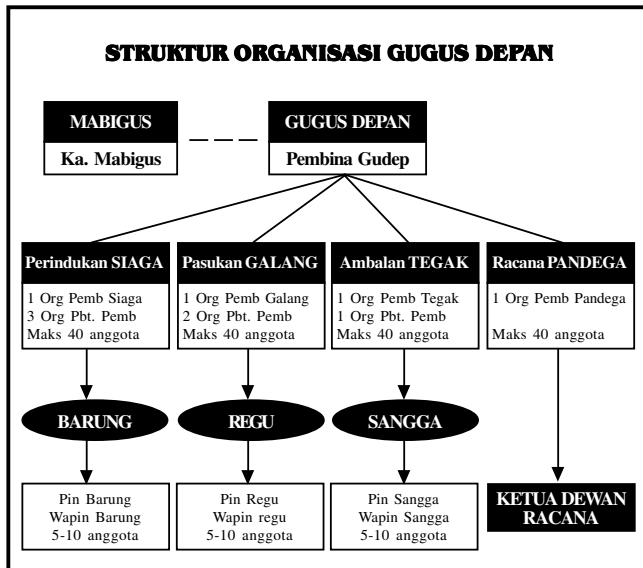 STRUKTUR ORGANISASI GUGUS DEPAN
MABIGUS
Ka. Mabigus
GUGUS DEPAN
Pembina Gudep
Perindukan SIAGA
1 Org Pemb Siaga
3 Org Pbt. Pemb
Maks 40 anggota
Pasukan GALANG
1 Org Pemb Galang
2 Org Pbt. Pemb
Maks 40 anggota
Ambalan TEGAK
1 Org Pemb Tegak
1 Org Pbt. Pemb
Maks 40 anggota
Racana PANDEGA
1 Org Pemb Pandega
Maks 40 anggota
BARUNG
REGU
SANGGA
Pin Barung
Wapin Barung
5-10 anggota
Pin Regu
Wapin regu
5-10 anggota
Pin Sangga
Wapin Sangga
5-10 anggota
KETUA DEWAN
RACANA